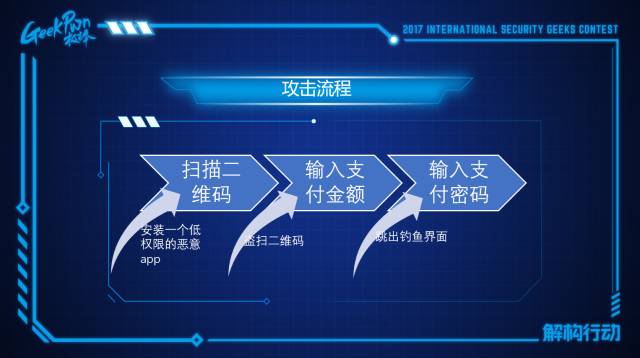 GeekPwn
极棒
2017 INTERNATIONAL SECURITY GEEKS CONTEST
攻击流程
扫描二
维码
输入支
付金额
输入支
付密码
安装一个低
权限的恶意
app
盗扫二维码
跳出钓鱼界面
解构行动